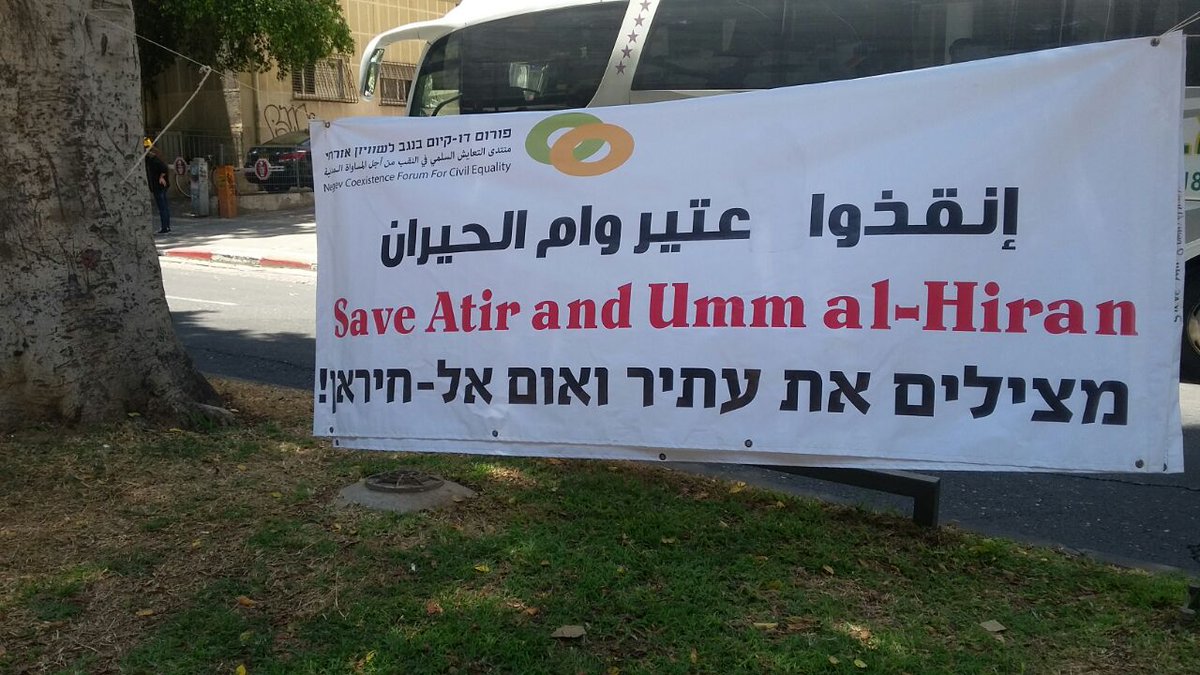 פורום דו-קיום בנגב לשוויון אזרחי
منتدى التعايش السلمي في النقب من أجل المساواة المدنية
Negev Coexistence Forum For Civil Equality
إنقذوا عتير وام الحيران
Save Atir and Umm al-Hiran
מצילים את עתיר ואום אל-חיראן!